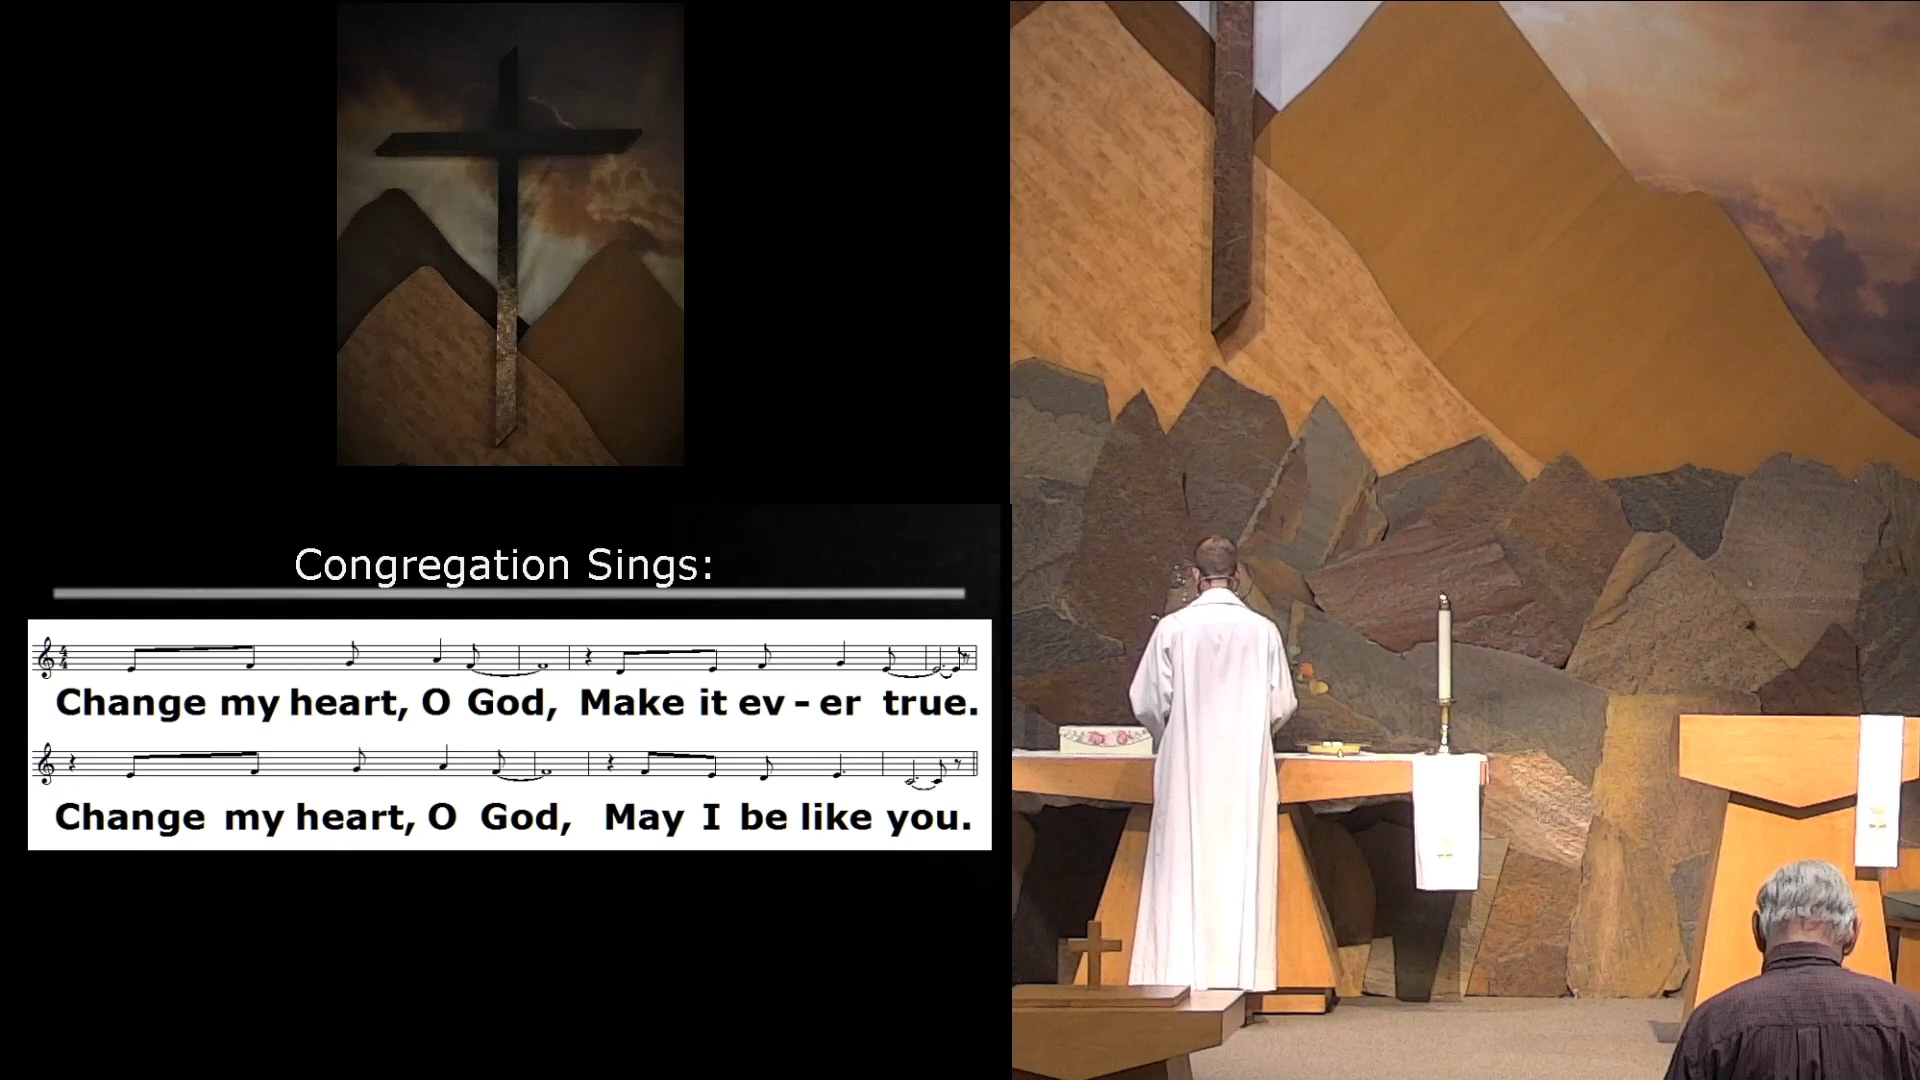 Congregation Sings:
Change my heart, O God, Make it ev - er true.
Change my heart, O God, May I be like you.